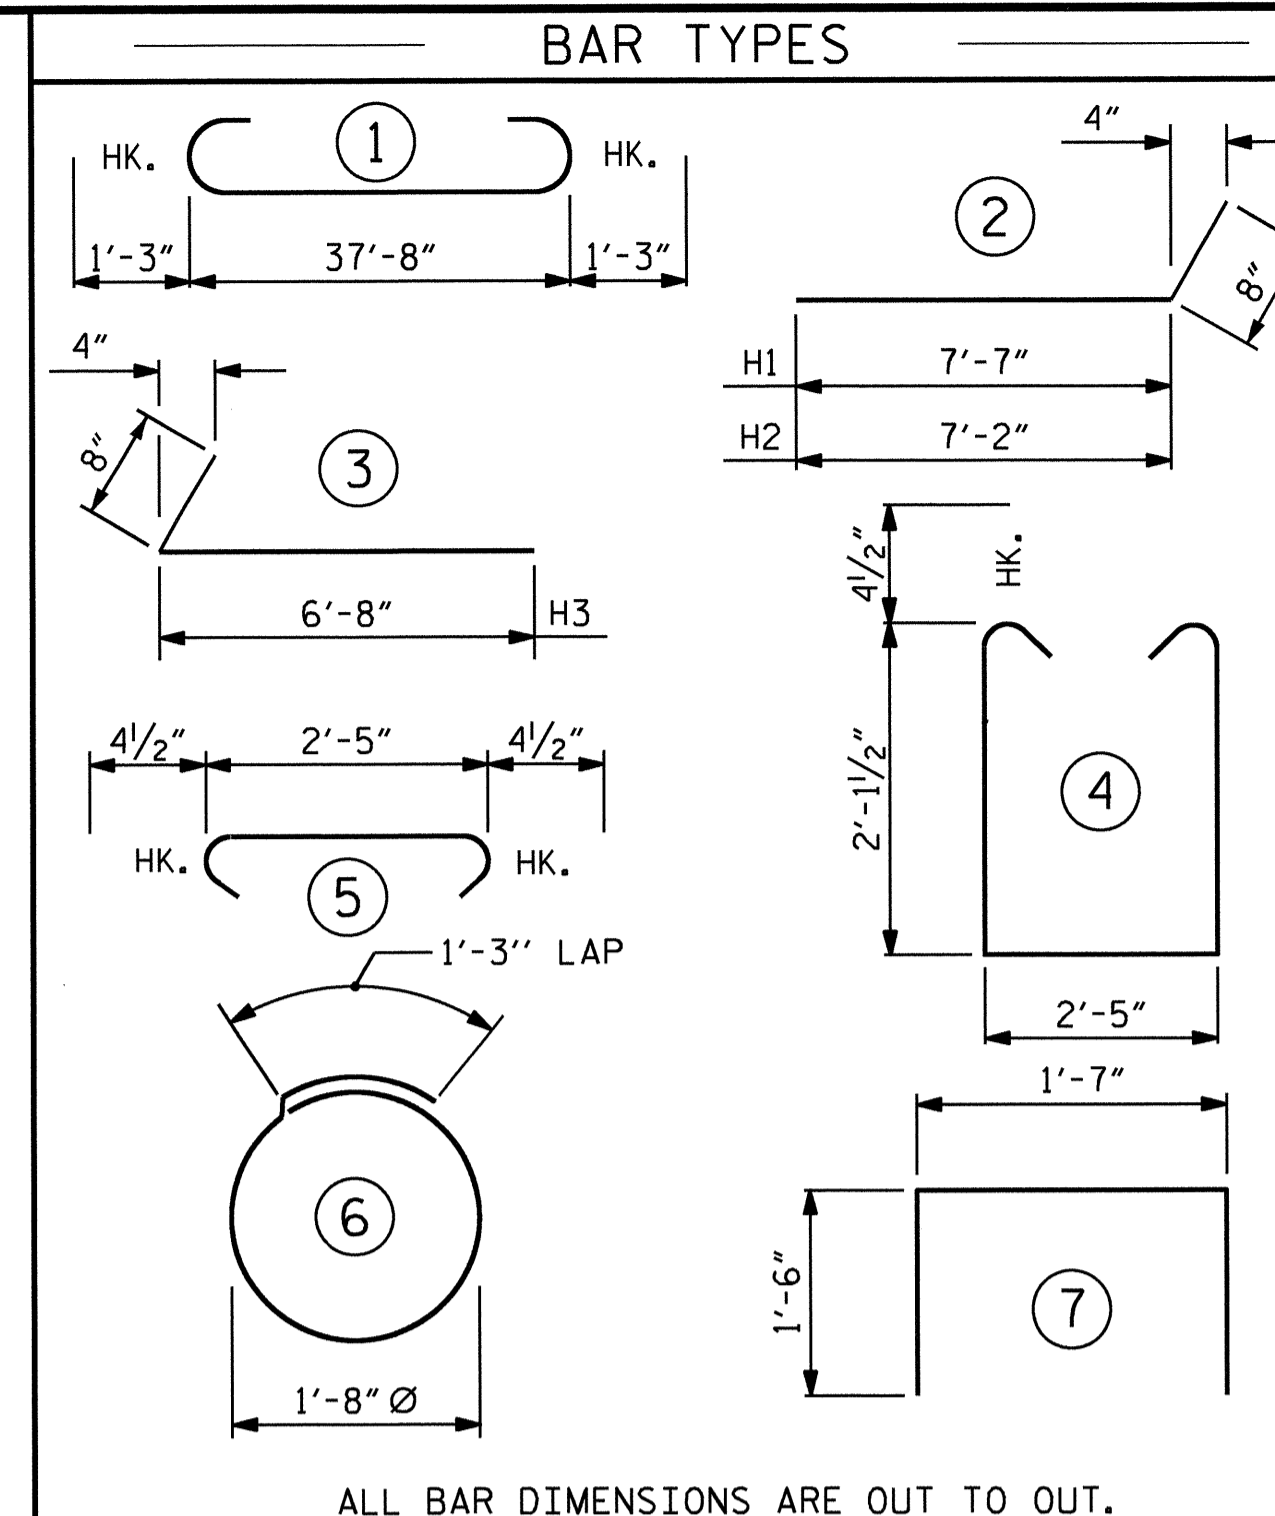 BAR TYPES
HK. 1 HK.
1'-3" 37'-8" 1'-3"
4"
2
8"
H1 7'-7"
H2 7'-2"
4"
8"
3
6'-8" H3
4½" HK.
2'-1½"
4
2'-5"
4½" 2'-5" 4½"
HK. 5 HK.
1'-3'' LAP
6
1'-8" Ø
1'-7"
1'-6"
7
ALL BAR DIMENSIONS ARE OUT TO OUT.